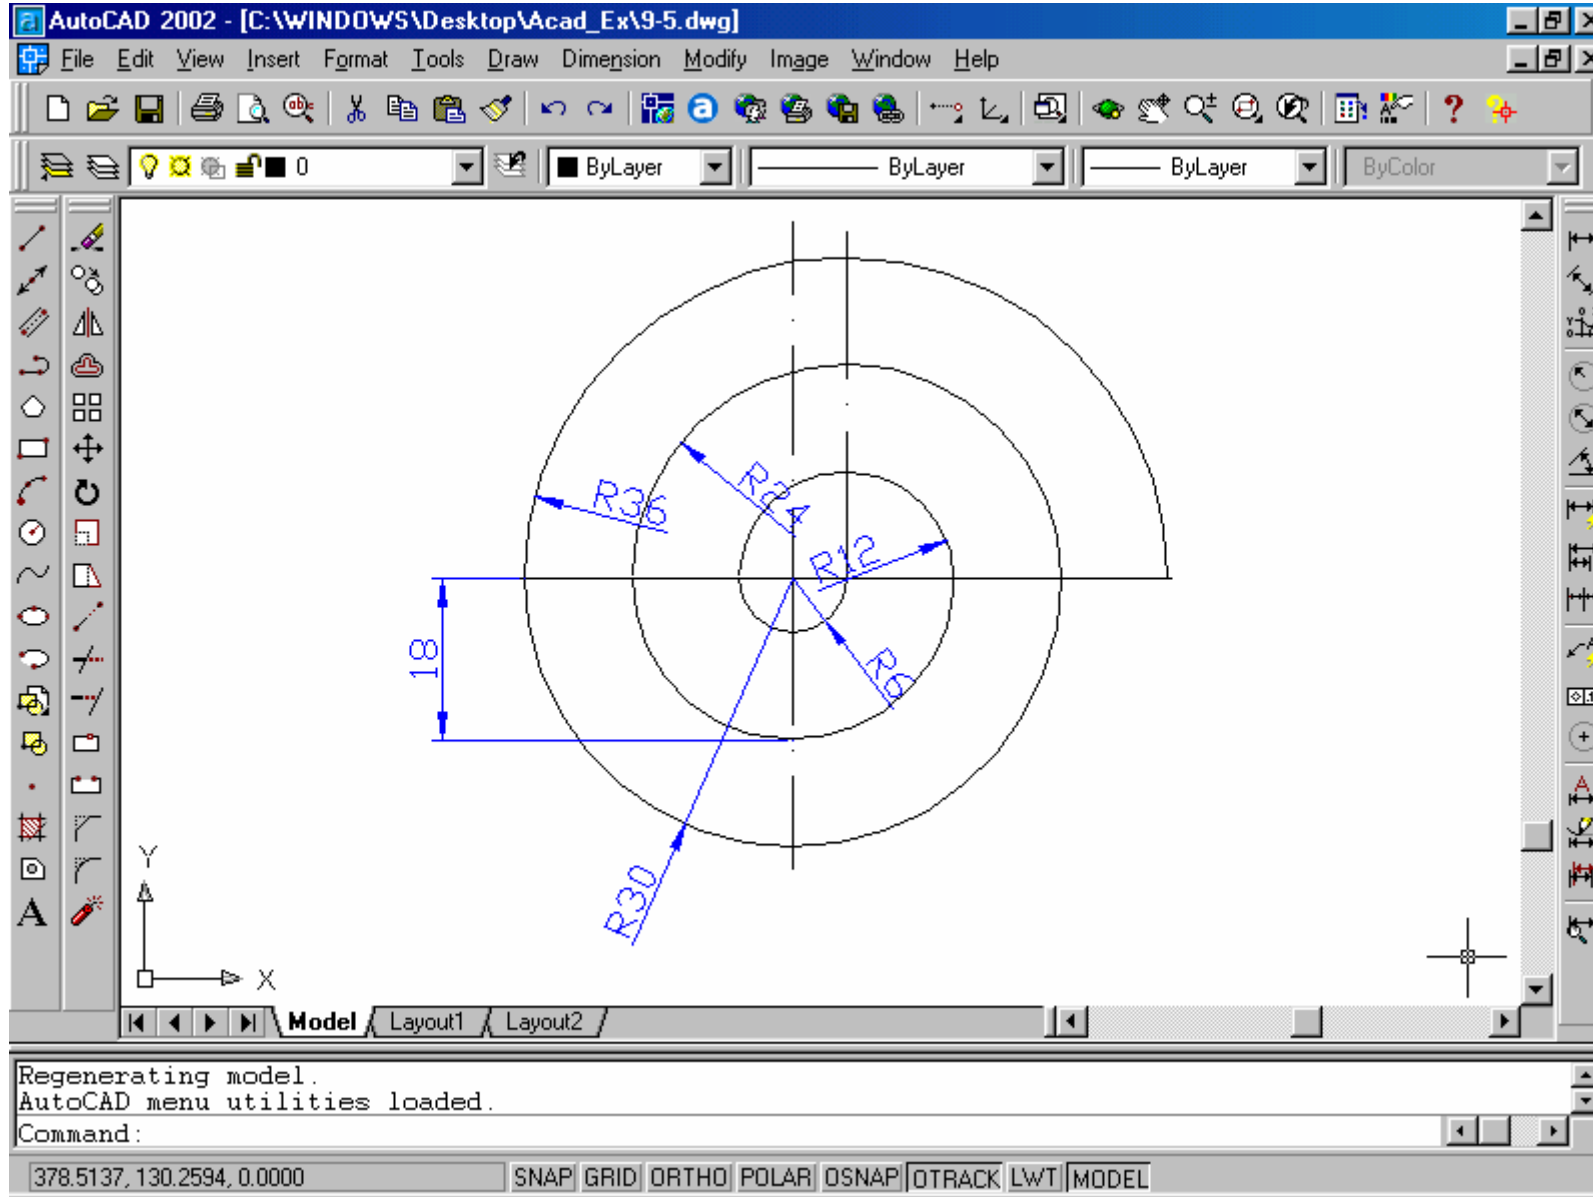 AutoCAD 2002 - [C:\WINDOWS\Desktop\Acad_Ex\9-5.dwg]
File Edit View Insert Format Tools Draw Dimension Modify Image Window Help
0 ByLayer ByLayer ByLayer ByColor
R36
R24
R12
18
R6
R30
Y
X
A
Model Layout1 Layout2
Regenerating model.
AutoCAD menu utilities loaded.
Command:
378.5137, 130.2594, 0.0000 SNAP GRID ORTHO POLAR OSNAP OTRACK LWT MODEL